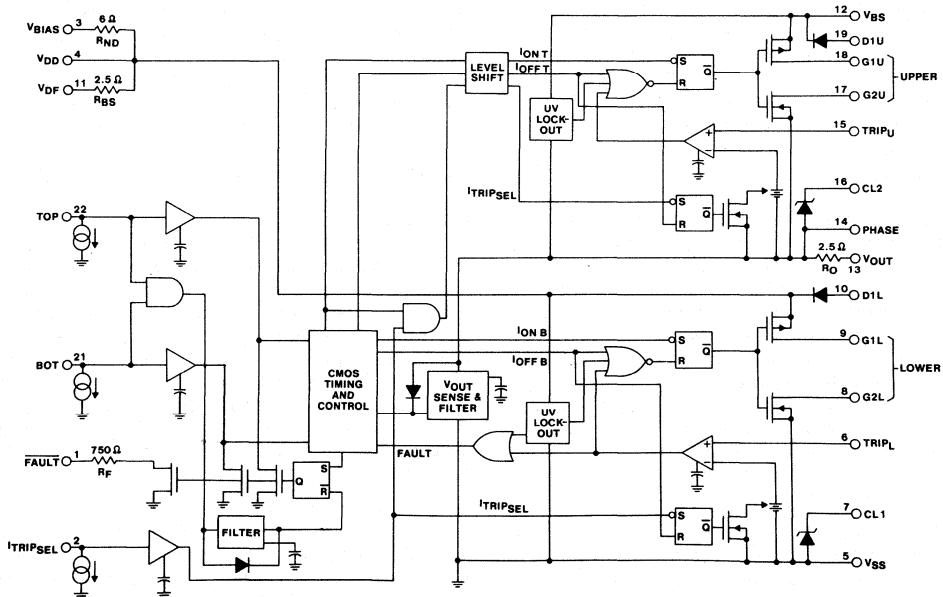 VBIAS 3 6 Ω
RND
VDD 4
VDF 11 2.5 Ω
RBS
12 VBS
19 D1U
18 G1U
17 G2U
UPPER
15 TRIPU
16 CL2
14 PHASE
2.5 Ω
VOUT
RO 13
LEVEL
SHIFT
ION T
IOFF T
S
R
Q
UV
LOCK-
OUT
+
−
ITRIPSEL
S
R
Q
TOP 22
BOT 21
FAULT 1 750 Ω
RF
ITRIPSEL 2
CMOS
TIMING
AND
CONTROL
VOUT
SENSE &
FILTER
S
Q
R
FILTER
FAULT
ION B
IOFF B
S
R
Q
UV
LOCK-
OUT
+
−
ITRIPSEL
S
R
Q
10 D1L
9 G1L
8 G2L
LOWER
6 TRIPL
7 CL1
5 VSS